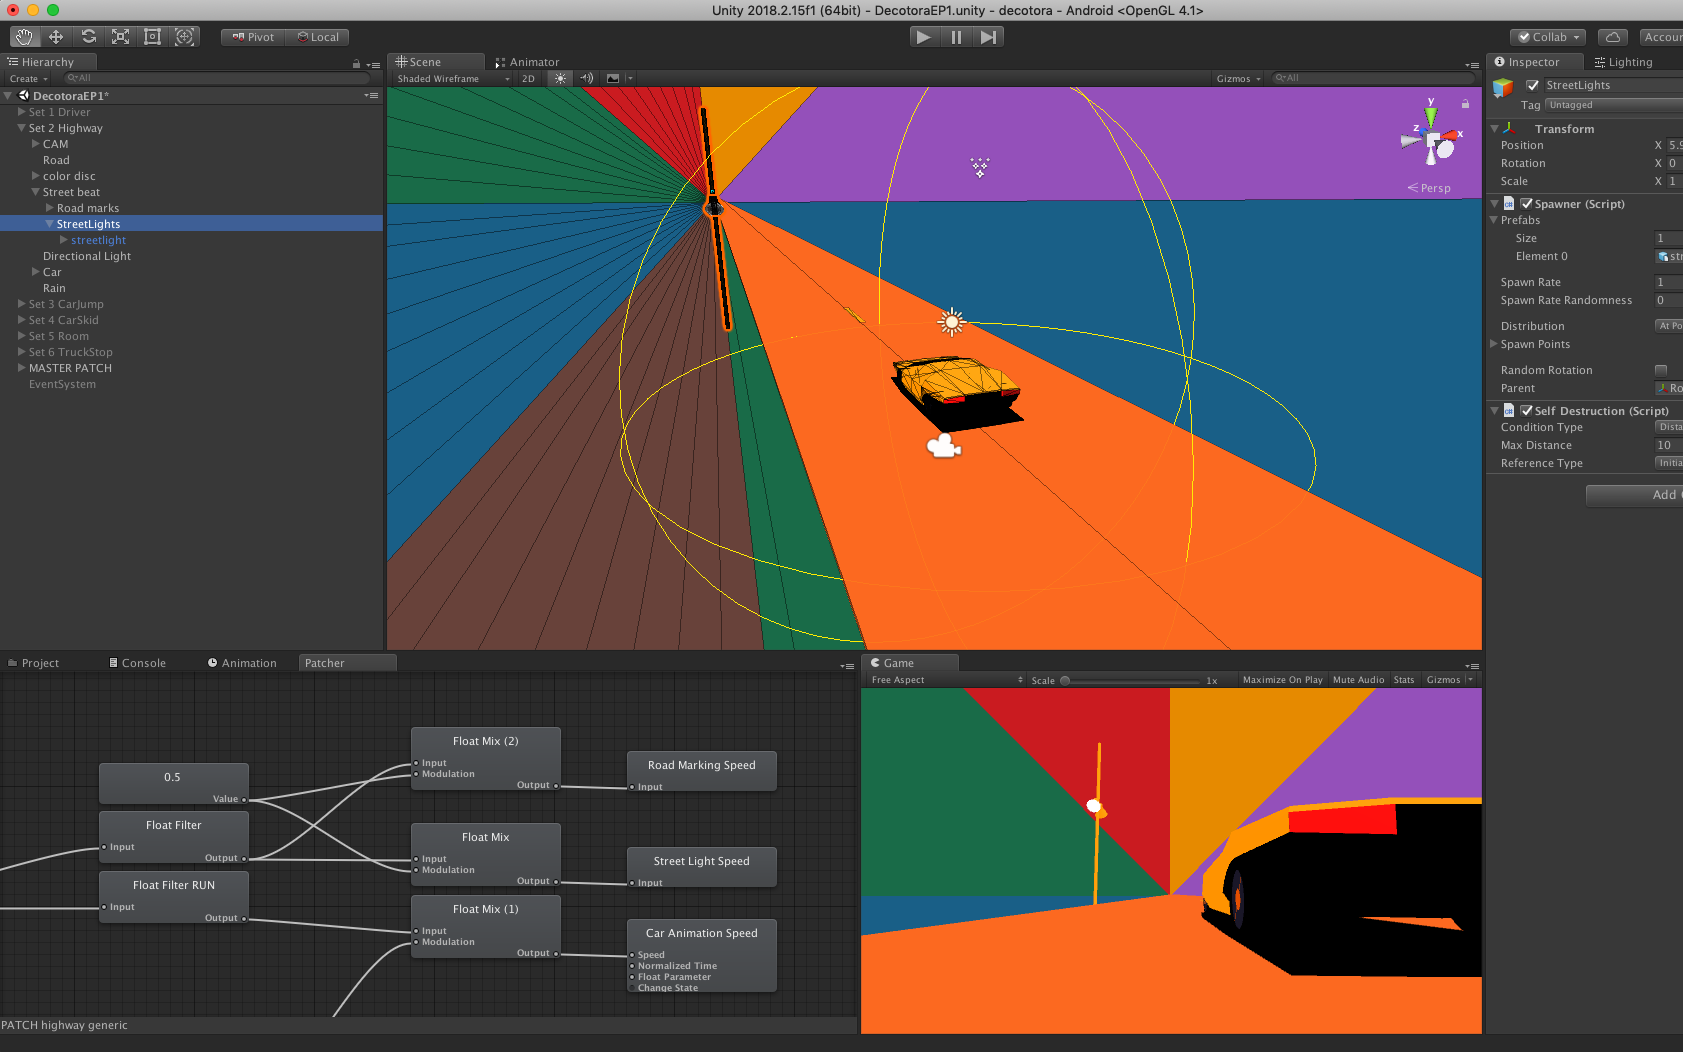 Unity 2018.2.15f1 (64bit) - DecotoraEP1.unity - decotora - Android <OpenGL 4.1>
Pivot
Local
Collab
Accour
Hierarchy
Create
All
DecotoraEP1*
Set 1 Driver
Set 2 Highway
CAM
Road
color disc
Street beat
Road marks
StreetLights
streetlight
Directional Light
Car
Rain
Set 3 CarJump
Set 4 CarSkid
Set 5 Room
Set 6 TruckStop
MASTER PATCH
EventSystem
Scene
Animator
Shaded Wireframe
2D
Gizmos
All
y
z
x
Persp
Inspector
Lighting
StreetLights
Tag Untagged
Transform
Position X 5.9
Rotation X 0
Scale X 1
Spawner (Script)
Prefabs
Size 1
Element 0 str
Spawn Rate 1
Spawn Rate Randomness 0
Distribution At Po
Spawn Points
Random Rotation
Parent Ro
Self Destruction (Script)
Condition Type Dista
Max Distance 10
Reference Type Initia
Add
Project
Console
Animation
Patcher
0.5
Value
Float Filter
Input
Output
Float Filter RUN
Input
Output
Float Mix (2)
Input
Modulation
Output
Float Mix
Input
Modulation
Output
Float Mix (1)
Input
Modulation
Output
Road Marking Speed
Input
Street Light Speed
Input
Car Animation Speed
Speed
Normalized Time
Float Parameter
Change State
PATCH highway generic
Game
Free Aspect
Scale
1x
Maximize On Play
Mute Audio
Stats
Gizmos